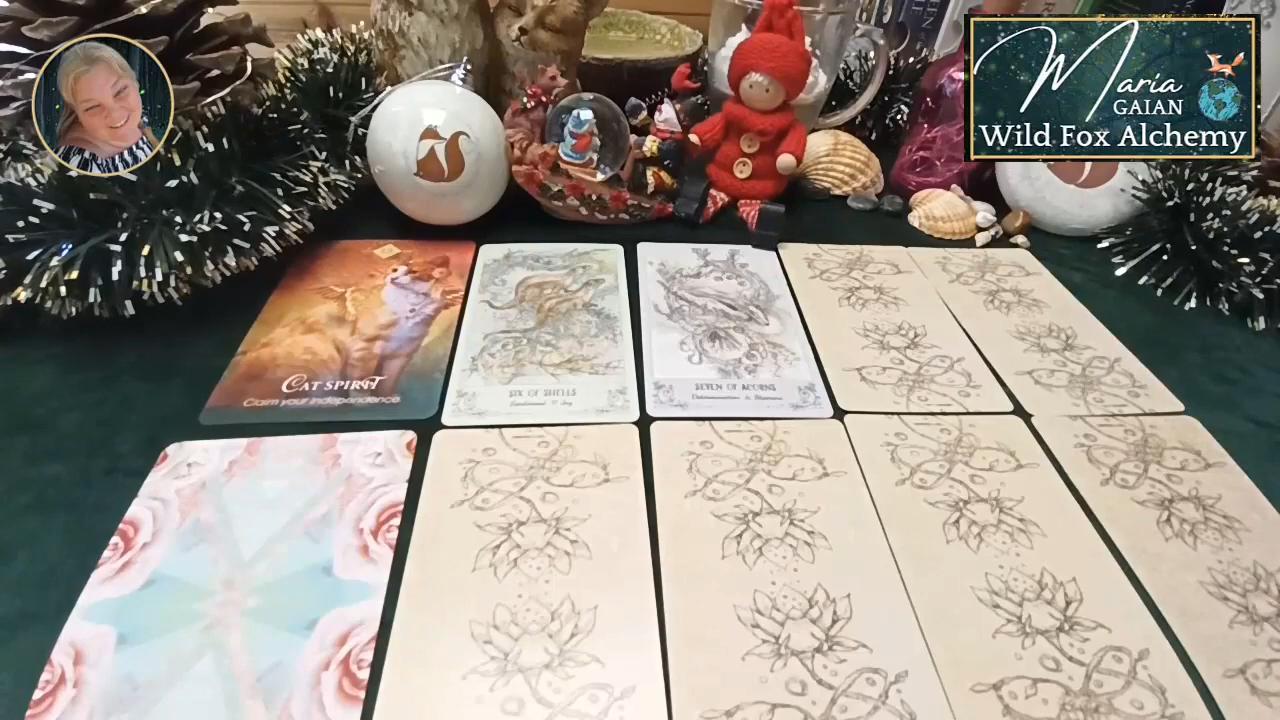 Maria
GAIAN
Wild Fox Alchemy
CAT SPIRIT
Claim your independence
SIX OF SHELLS
SEVEN OF ACORNS